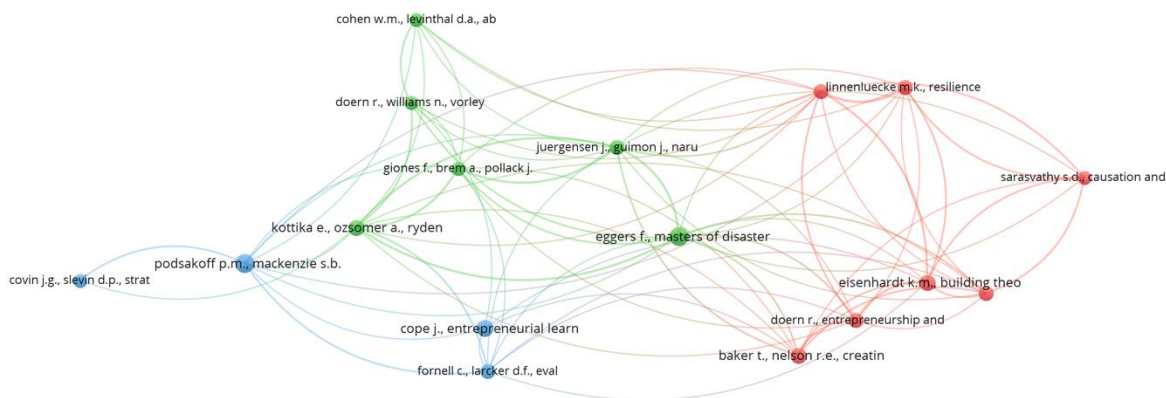 cohen w.m., levinthal d.a., ab
linnenluecke m.k., resilience
doern r., williams n., vorley
juergensen j., guimon j., naru
giones f., brem a., pollack j.
sarasvathy s.d., causation and
kottika e., ozsomer a., ryden
eggers f., masters of disaster
podsakoff p.m., mackenzie s.b.
covin j.g., slevin d.p., strat
eisenhardt k.m., building theo
doern r., entrepreneurship and
cope j., entrepreneurial learn
baker t., nelson r.e., creatin
fornell c., larcker d.f., eval